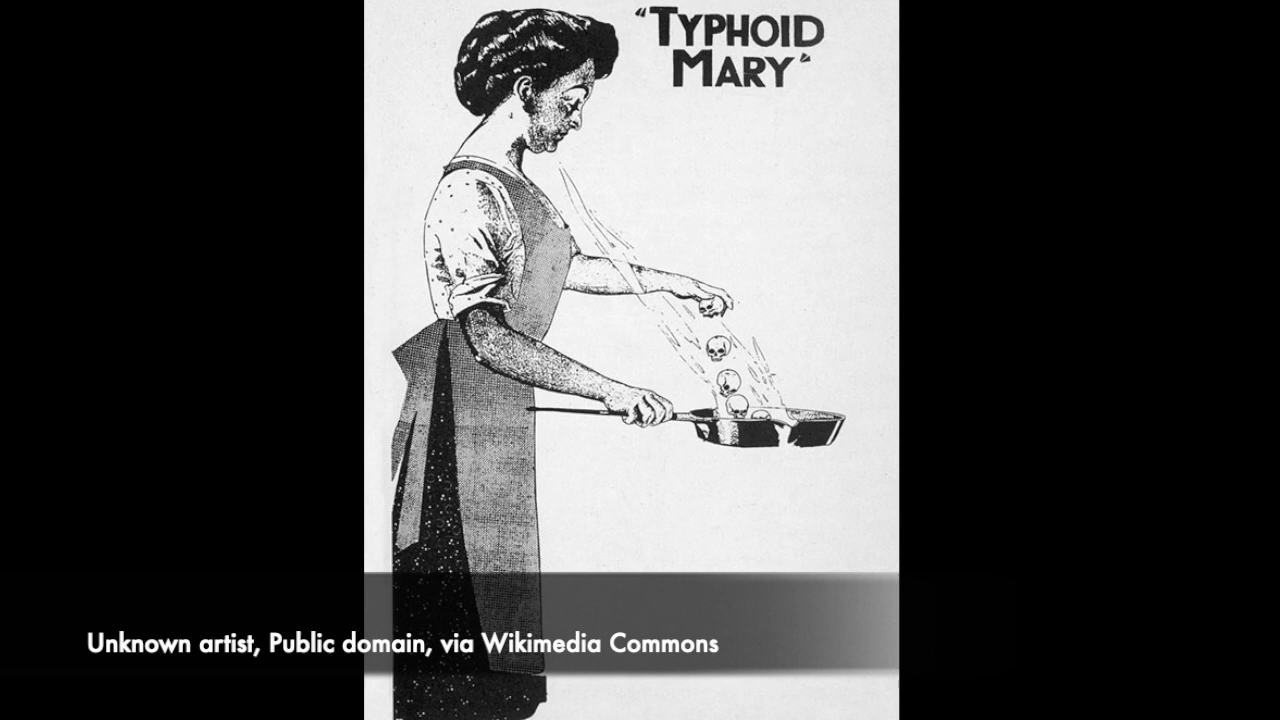 "TYPHOID
MARY"
Unknown artist, Public domain, via Wikimedia Commons